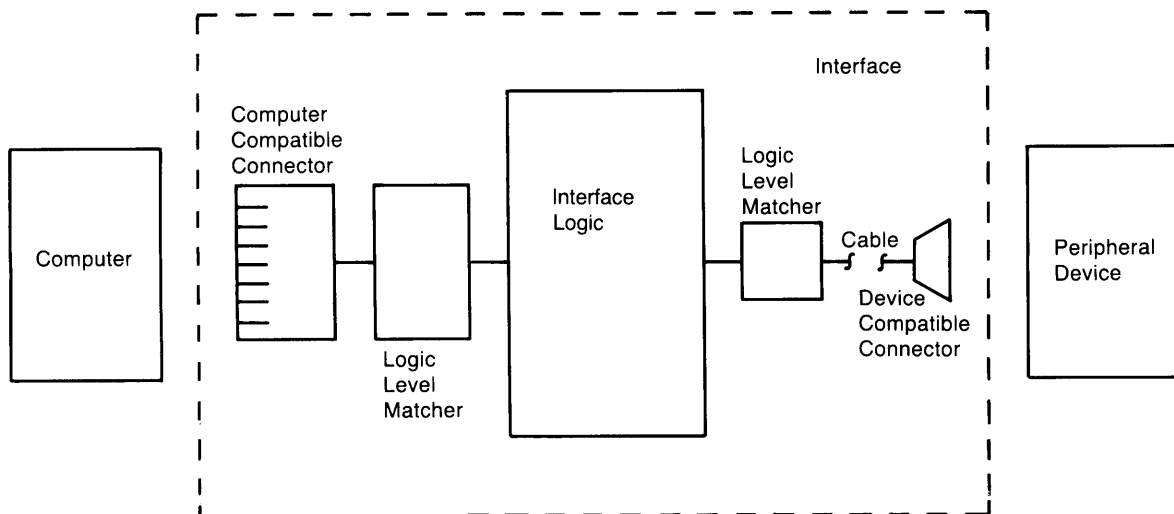 Interface
Computer
Compatible
Connector
Logic
Level
Matcher
Interface
Logic
Computer
Cable
Peripheral
Device
Device
Compatible
Connector
Logic
Level
Matcher